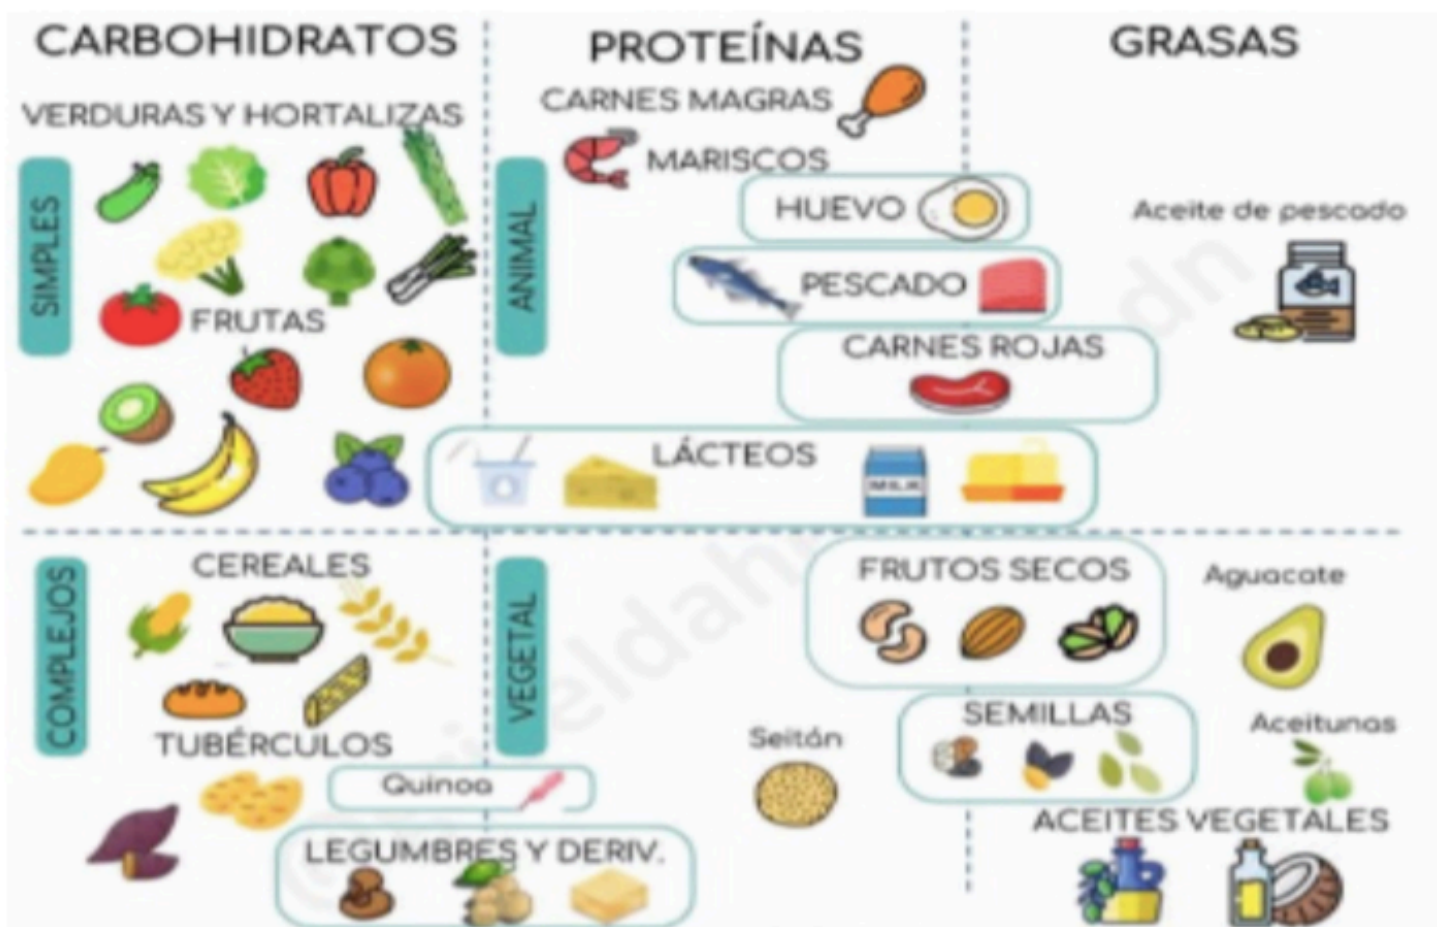 CARBOHIDRATOS
PROTEÍNAS
GRASAS
VERDURAS Y HORTALIZAS
SIMPLES
FRUTAS
CARNES MAGRAS
MARISCOS
ANIMAL
HUEVO
PESCADO
CARNES ROJAS
LÁCTEOS
MILK
Aceite de pescado
COMPLEJOS
CEREALES
TUBÉRCULOS
Quinoa
LEGUMBRES Y DERIV.
VEGETAL
Seitán
FRUTOS SECOS
SEMILLAS
Aguacate
Aceitunas
ACEITES VEGETALES